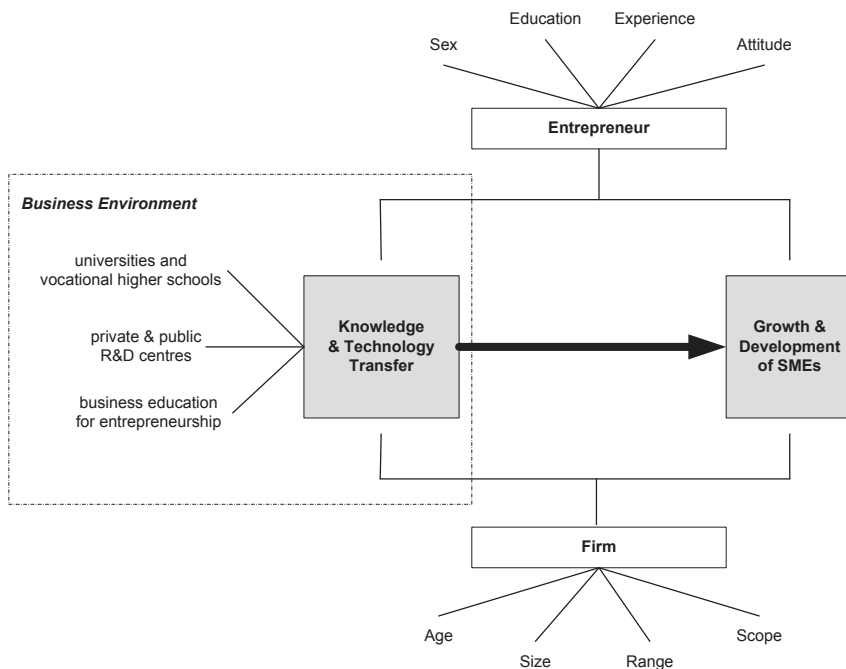 Education
Experience
Sex
Attitude
Entrepreneur
Business Environment
universities and
vocational higher schools
private & public
R&D centres
business education
for entrepreneurship
Knowledge
& Technology
Transfer
Growth &
Development
of SMEs
Firm
Age
Size
Range
Scope